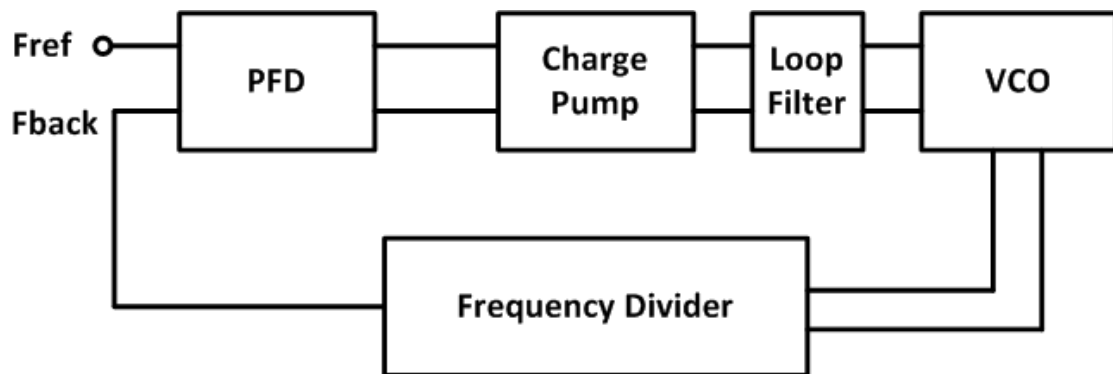 Fref
PFD
Charge
Pump
Loop
Filter
VCO
Fback
Frequency Divider